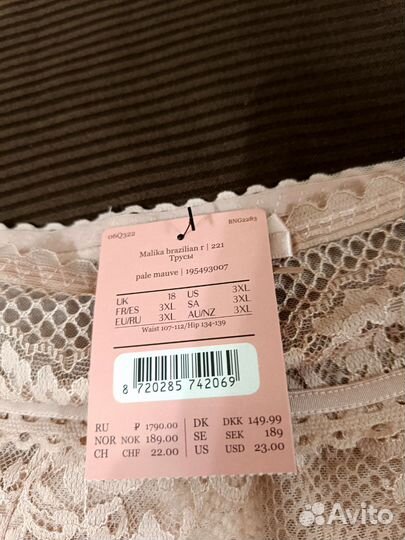 06Q322 BNG2283
Malika brazilian r | 221
Трусы
pale mauve | 195493007
UK 18 US 3XL
FR/ES 3XL SA 3XL
EU/RU 3XL AU/NZ 3XL
Waist 107-112/Hip 134-139
8 720285 742069
RU ₽ 1790.00 DK DKK 149.99
NOR NOK 189.00 SE SEK 189
CH CHF 22.00 US USD 23.00
Avito